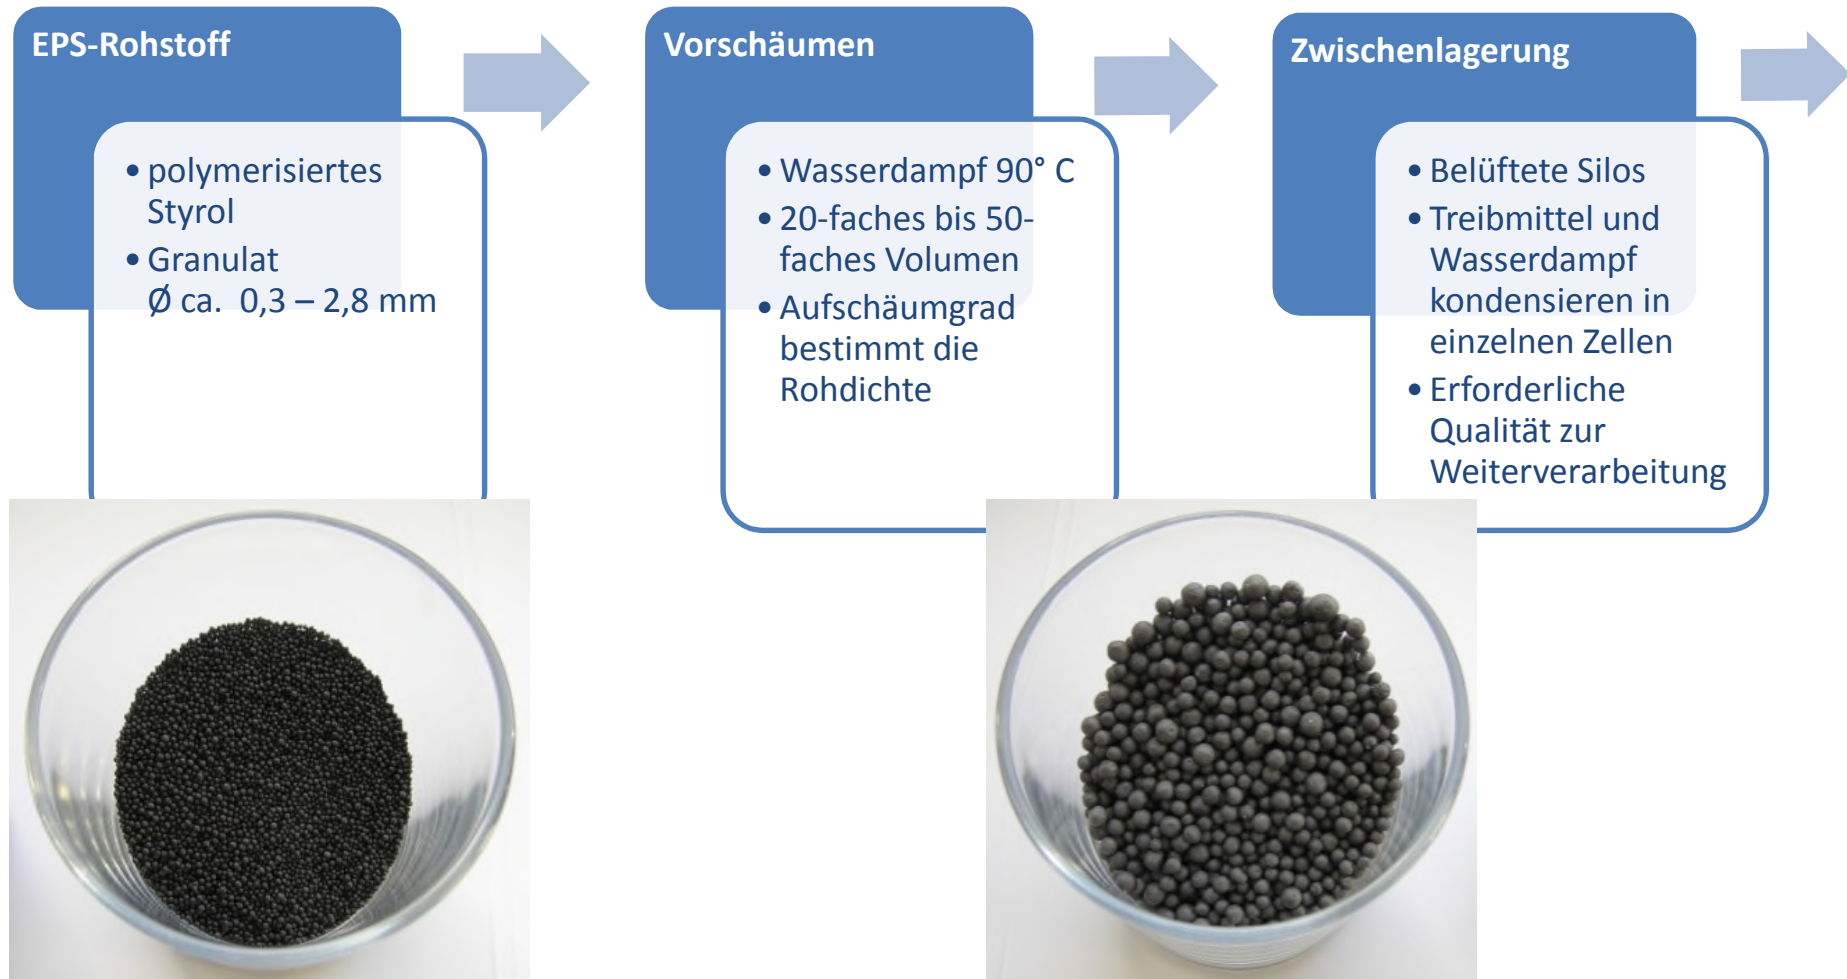 EPS-Rohstoff
• polymerisiertes
Styrol
• Granulat
Ø ca. 0,3 – 2,8 mm
Vorschäumen
• Wasserdampf 90° C
• 20-faches bis 50-
faches Volumen
• Aufschäumgrad
bestimmt die
Rohdichte
Zwischenlagerung
• Belüftete Silos
• Treibmittel und
Wasserdampf
kondensieren in
einzelnen Zellen
• Erforderliche
Qualität zur
Weiterverarbeitung